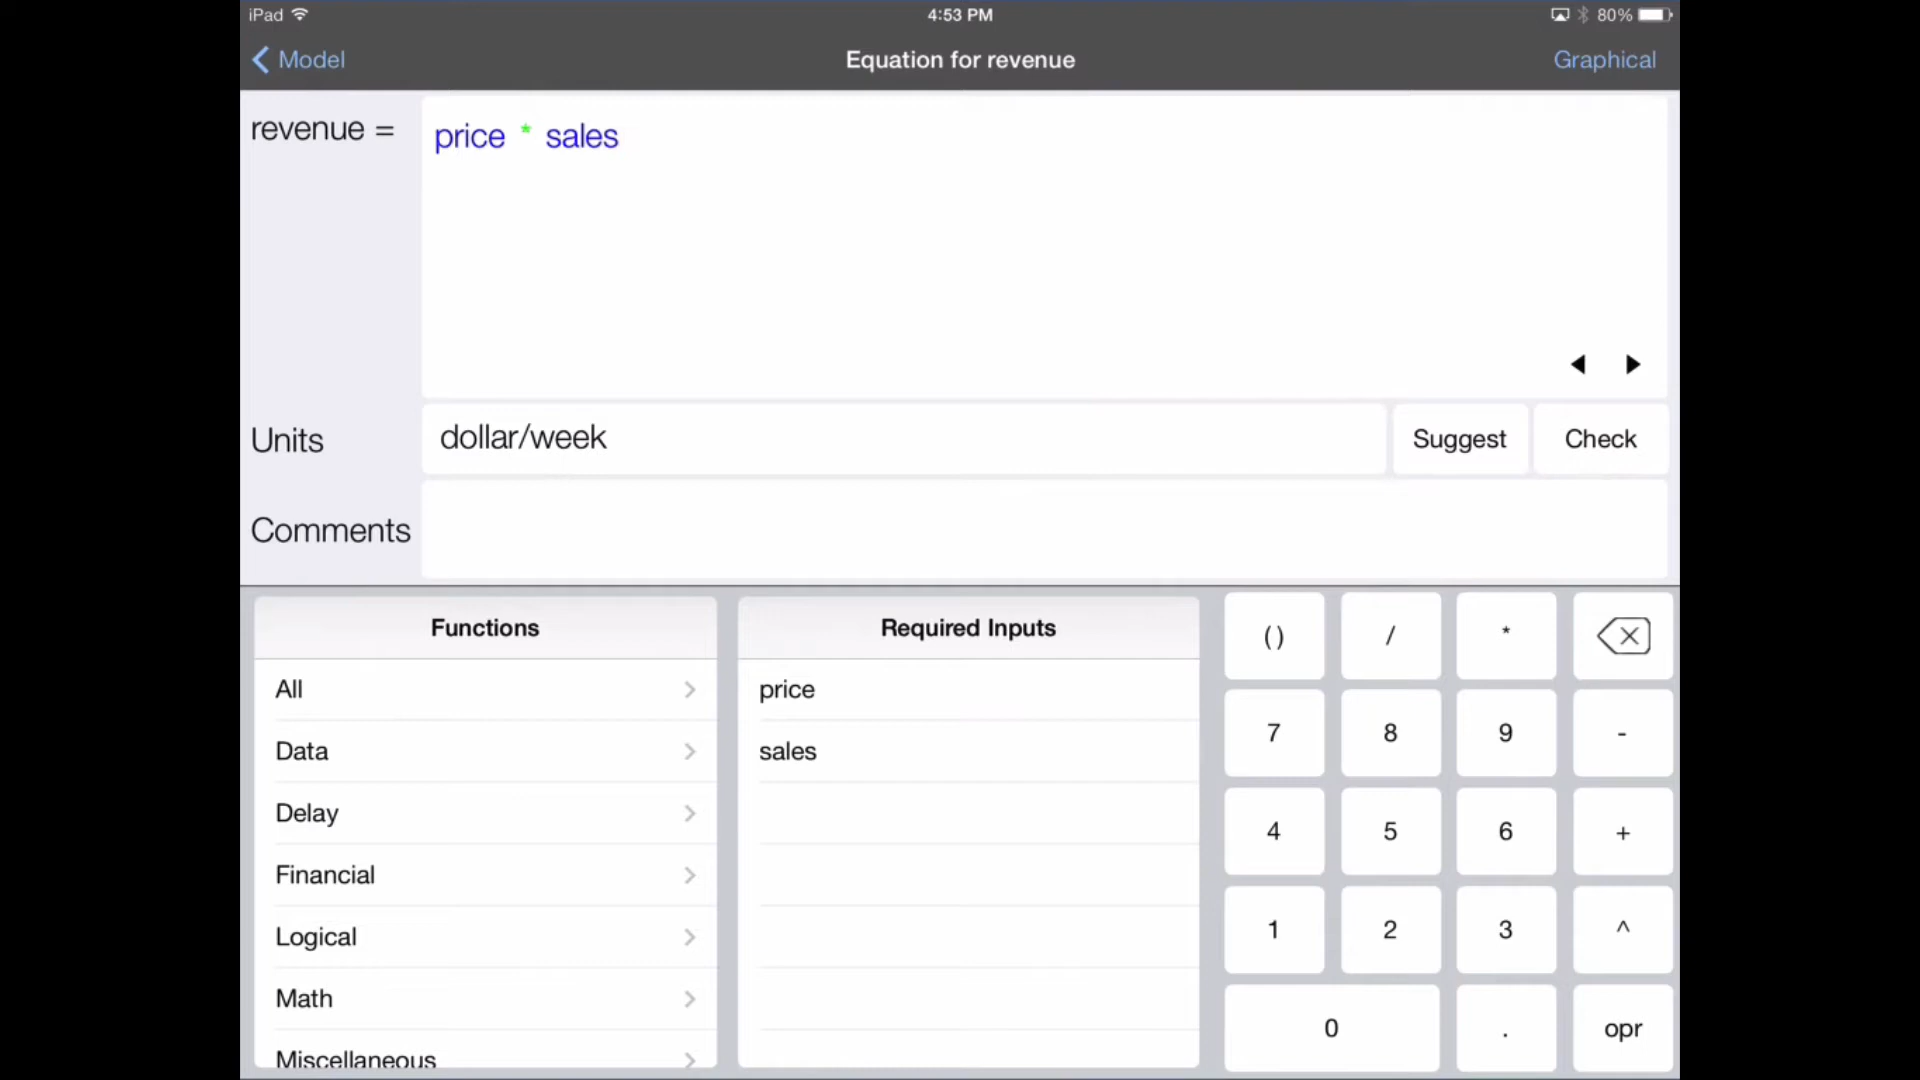 iPad 4:53 PM 80%
Model Equation for revenue Graphical
revenue = price * sales
Units dollar/week Suggest Check
Comments
Functions Required Inputs
All
Data
Delay
Financial
Logical
Math
Miscellaneous
price
sales
( ) / *
7 8 9 -
4 5 6 +
1 2 3 ^
0 . opr